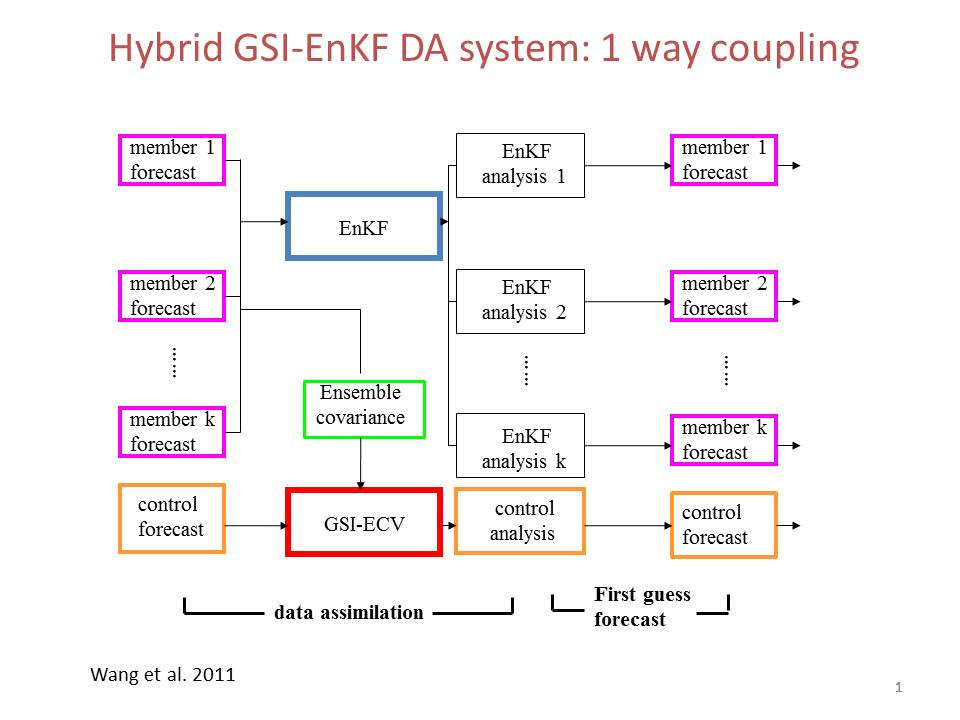 Hybrid GSI-EnKF DA system: 1 way coupling
member 1
forecast
EnKF
analysis 1
member 1
forecast
EnKF
member 2
forecast
EnKF
analysis 2
member 2
forecast
Ensemble
covariance
member k
forecast
EnKF
analysis k
member k
forecast
control
forecast
GSI-ECV
control
analysis
control
forecast
data assimilation
First guess
forecast
Wang et al. 2011
1